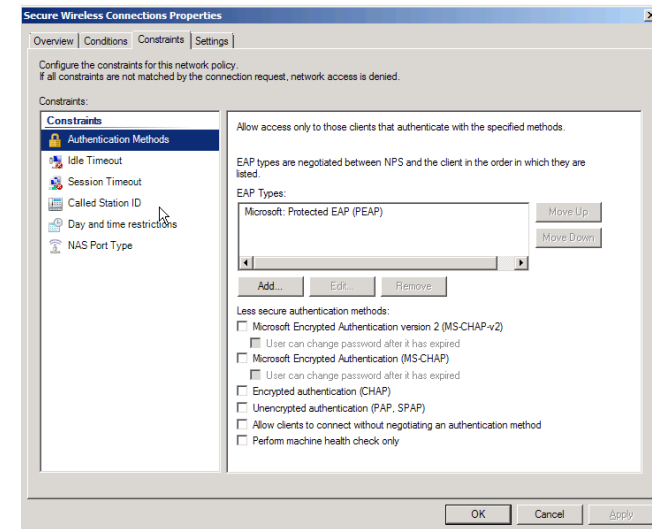 Secure Wireless Connections Properties
Overview Conditions Constraints Settings
Configure the constraints for this network policy.
If all constraints are not matched by the connection request, network access is denied.
Constraints:
Constraints
Authentication Methods
Idle Timeout
Session Timeout
Called Station ID
Day and time restrictions
NAS Port Type
Allow access only to those clients that authenticate with the specified methods.
EAP types are negotiated between NPS and the client in the order in which they are
listed.
EAP Types:
Microsoft: Protected EAP (PEAP)
Move Up
Move Down
Add... Edit... Remove
Less secure authentication methods:
Microsoft Encrypted Authentication version 2 (MS-CHAP-v2)
User can change password after it has expired
Microsoft Encrypted Authentication (MS-CHAP)
User can change password after it has expired
Encrypted authentication (CHAP)
Unencrypted authentication (PAP, SPAP)
Allow clients to connect without negotiating an authentication method
Perform machine health check only
OK Cancel Apply